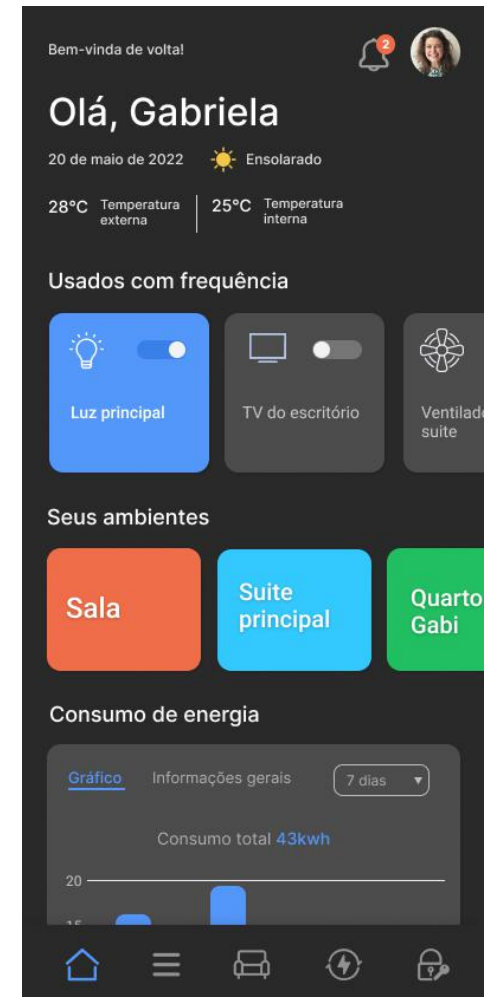 Bem-vinda de volta!
2
Olá, Gabriela
20 de maio de 2022 Ensolarado
28°C Temperatura externa
25°C Temperatura interna
Usados com frequência
Luz principal
TV do escritório
Ventilado
suite
Seus ambientes
Sala
Suite
principal
Quarto
Gabi
Consumo de energia
Gráfico Informações gerais 7 dias
Consumo total 43kwh
20
15